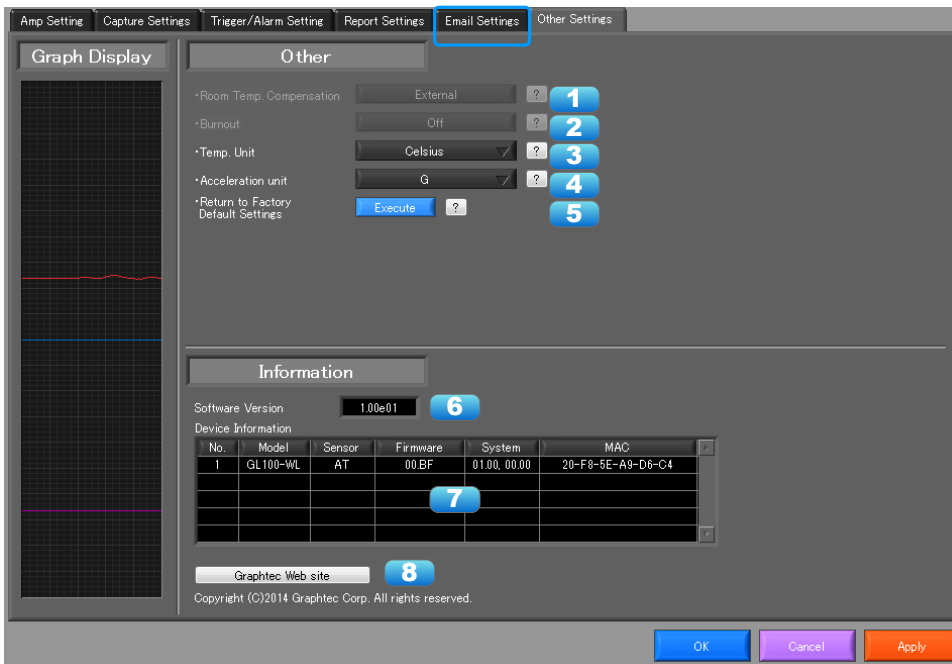 Amp Setting Capture Settings Trigger/Alarm Setting Report Settings Email Settings Other Settings
Graph Display
Other
・Room Temp. Compensation External ? 1
・Burnout Off ? 2
・Temp. Unit Celsius ? 3
・Acceleration unit G ? 4
・Return to Factory
Default Settings Execute ? 5
Information
Software Version 1.00e01 6
Device Information
No. Model Sensor Firmware System MAC
1 GL100-WL AT 00.BF 01.00, 00.00 20-F8-5E-A9-D6-C4
7
Graphtec Web site 8
Copyright (C)2014 Graphtec Corp. All rights reserved.
OK Cancel Apply